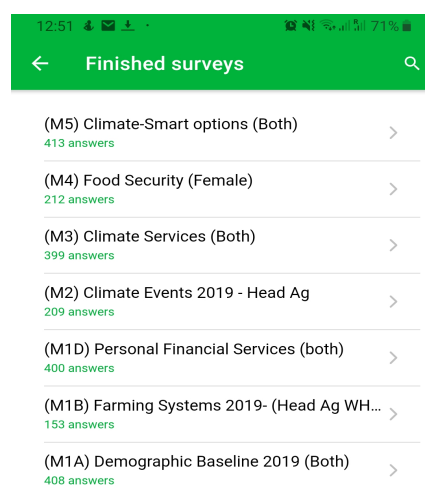 12:51 71%
Finished surveys
(M5) Climate-Smart options (Both)
413 answers
(M4) Food Security (Female)
212 answers
(M3) Climate Services (Both)
399 answers
(M2) Climate Events 2019 - Head Ag
209 answers
(M1D) Personal Financial Services (both)
400 answers
(M1B) Farming Systems 2019- (Head Ag WH...
153 answers
(M1A) Demographic Baseline 2019 (Both)
408 answers